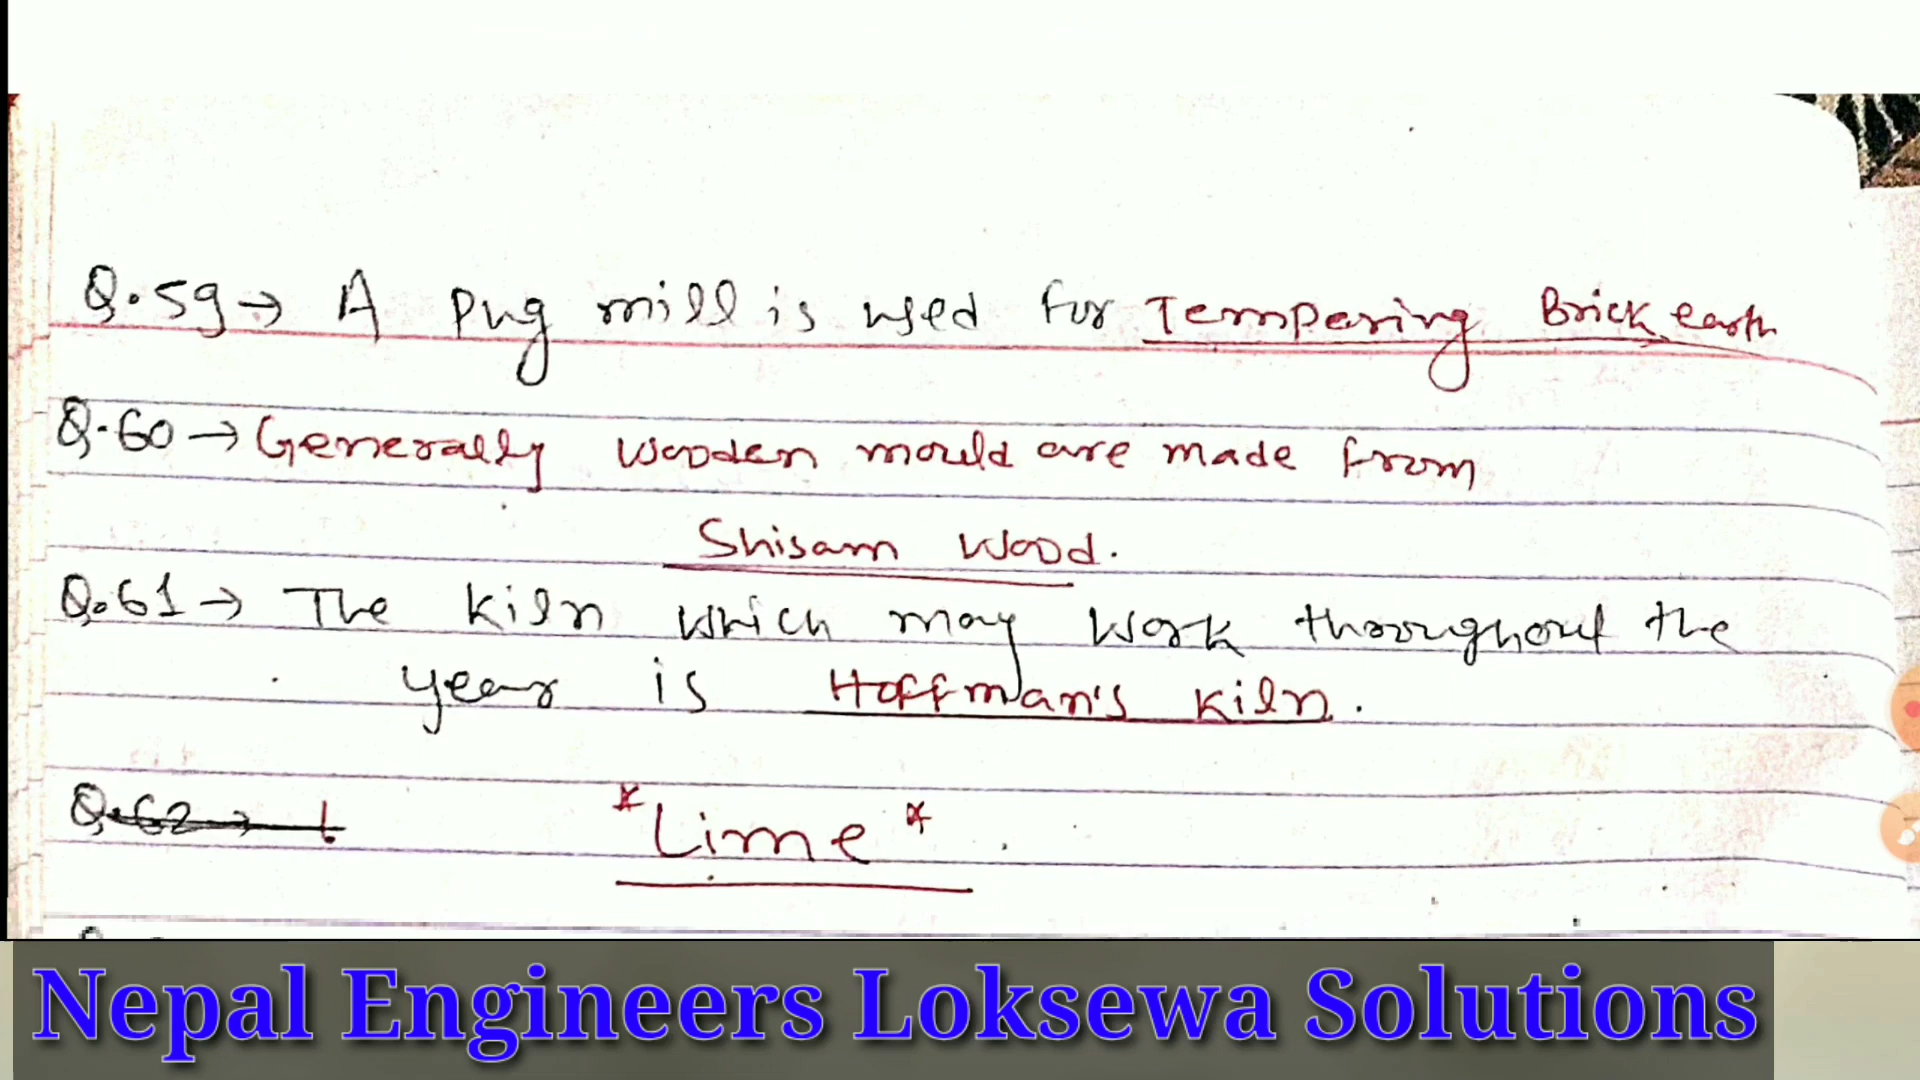 Q.59→ A Pug mill is used for Tempering Brick earth
Q.60→ Generally wooden mould are made from
Shisam Wood.
Q.61→ The Kiln which may work throughout the
year is Hoffman's Kiln.
Q.62→
*Lime*
Nepal Engineers Loksewa Solutions